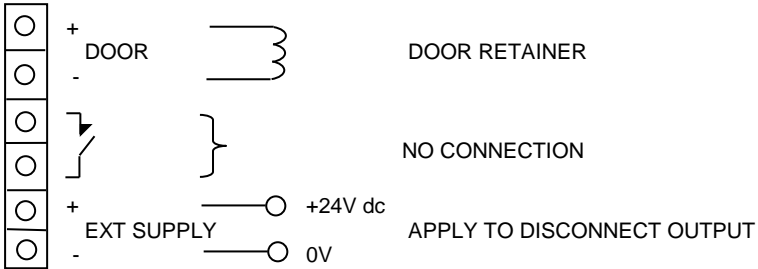 +
DOOR DOOR RETAINER
-
NO CONNECTION
+ +24V dc
EXT SUPPLY APPLY TO DISCONNECT OUTPUT
- 0V